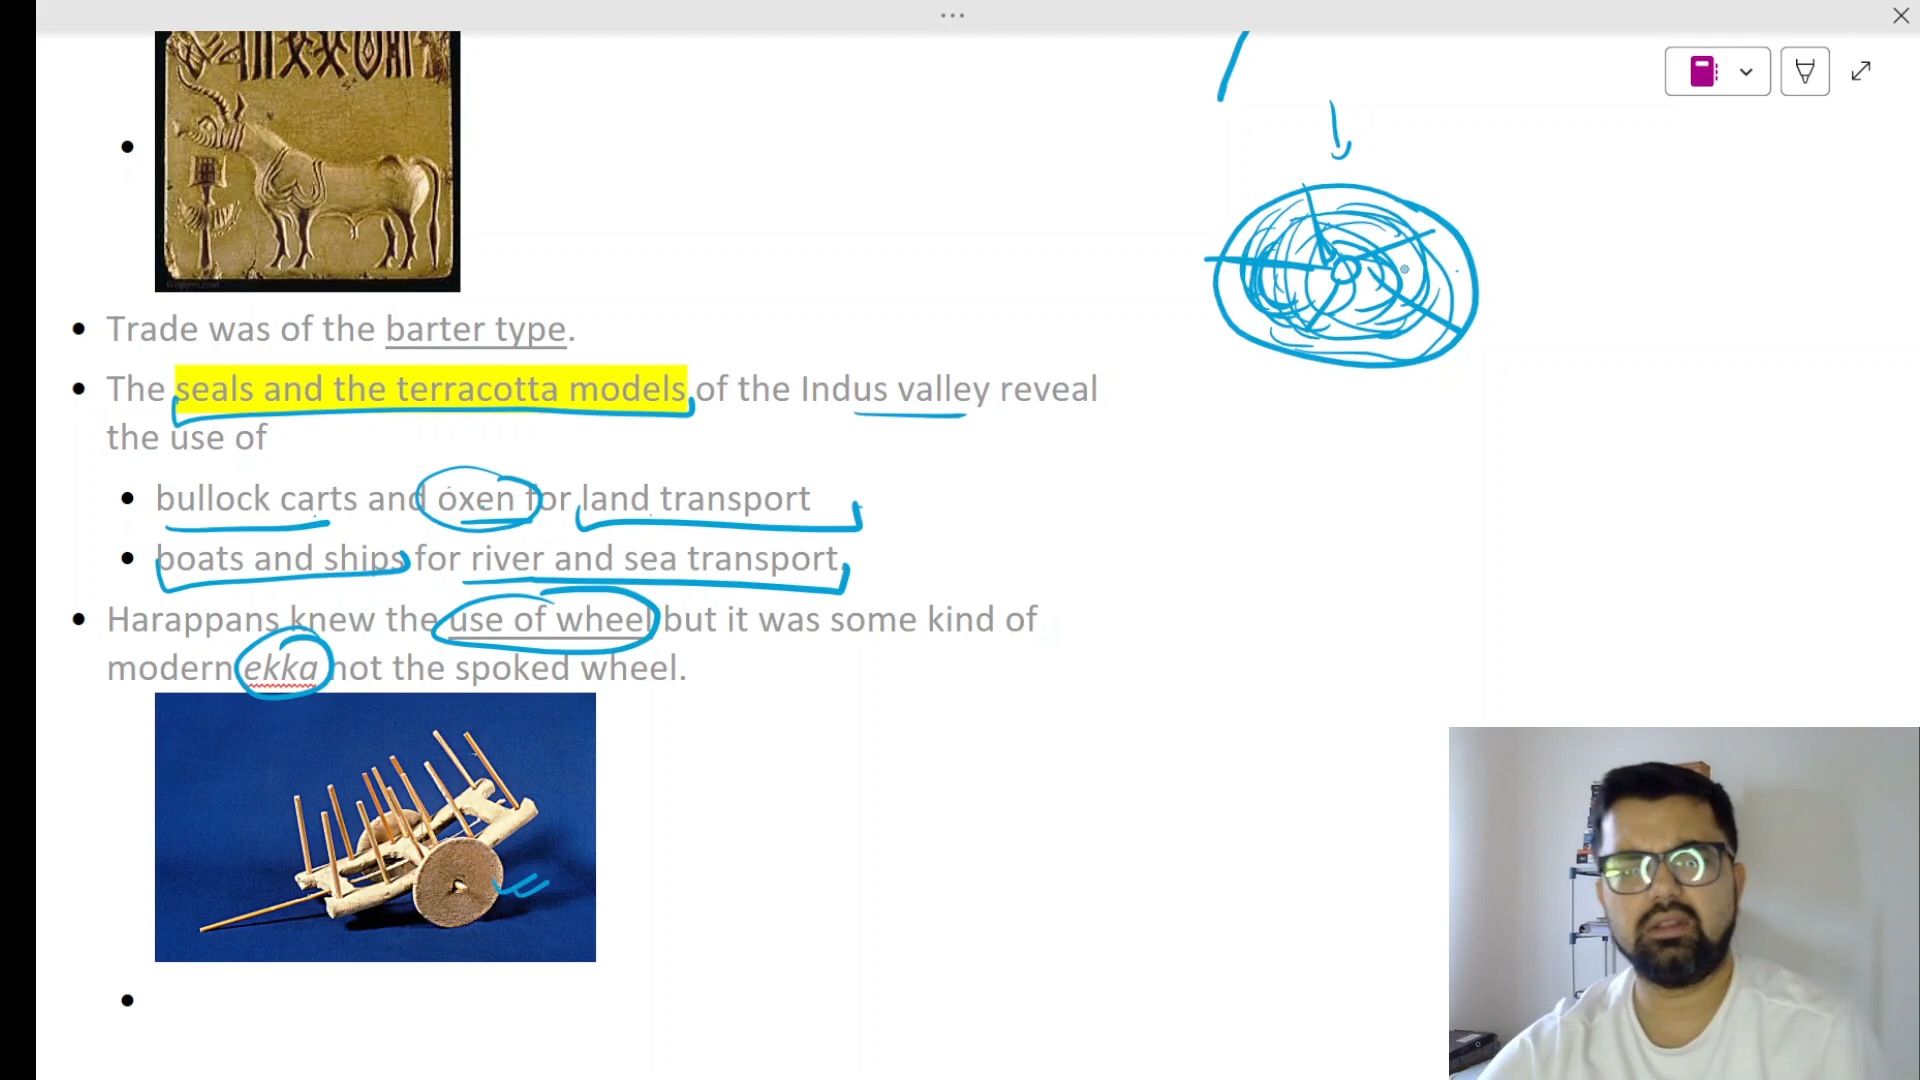 Trade was of the barter type.
The seals and the terracotta models of the Indus valley reveal
the use of
bullock carts and oxen for land transport
boats and ships for river and sea transport.
Harappans knew the use of wheel but it was some kind of
modern ekka not the spoked wheel.